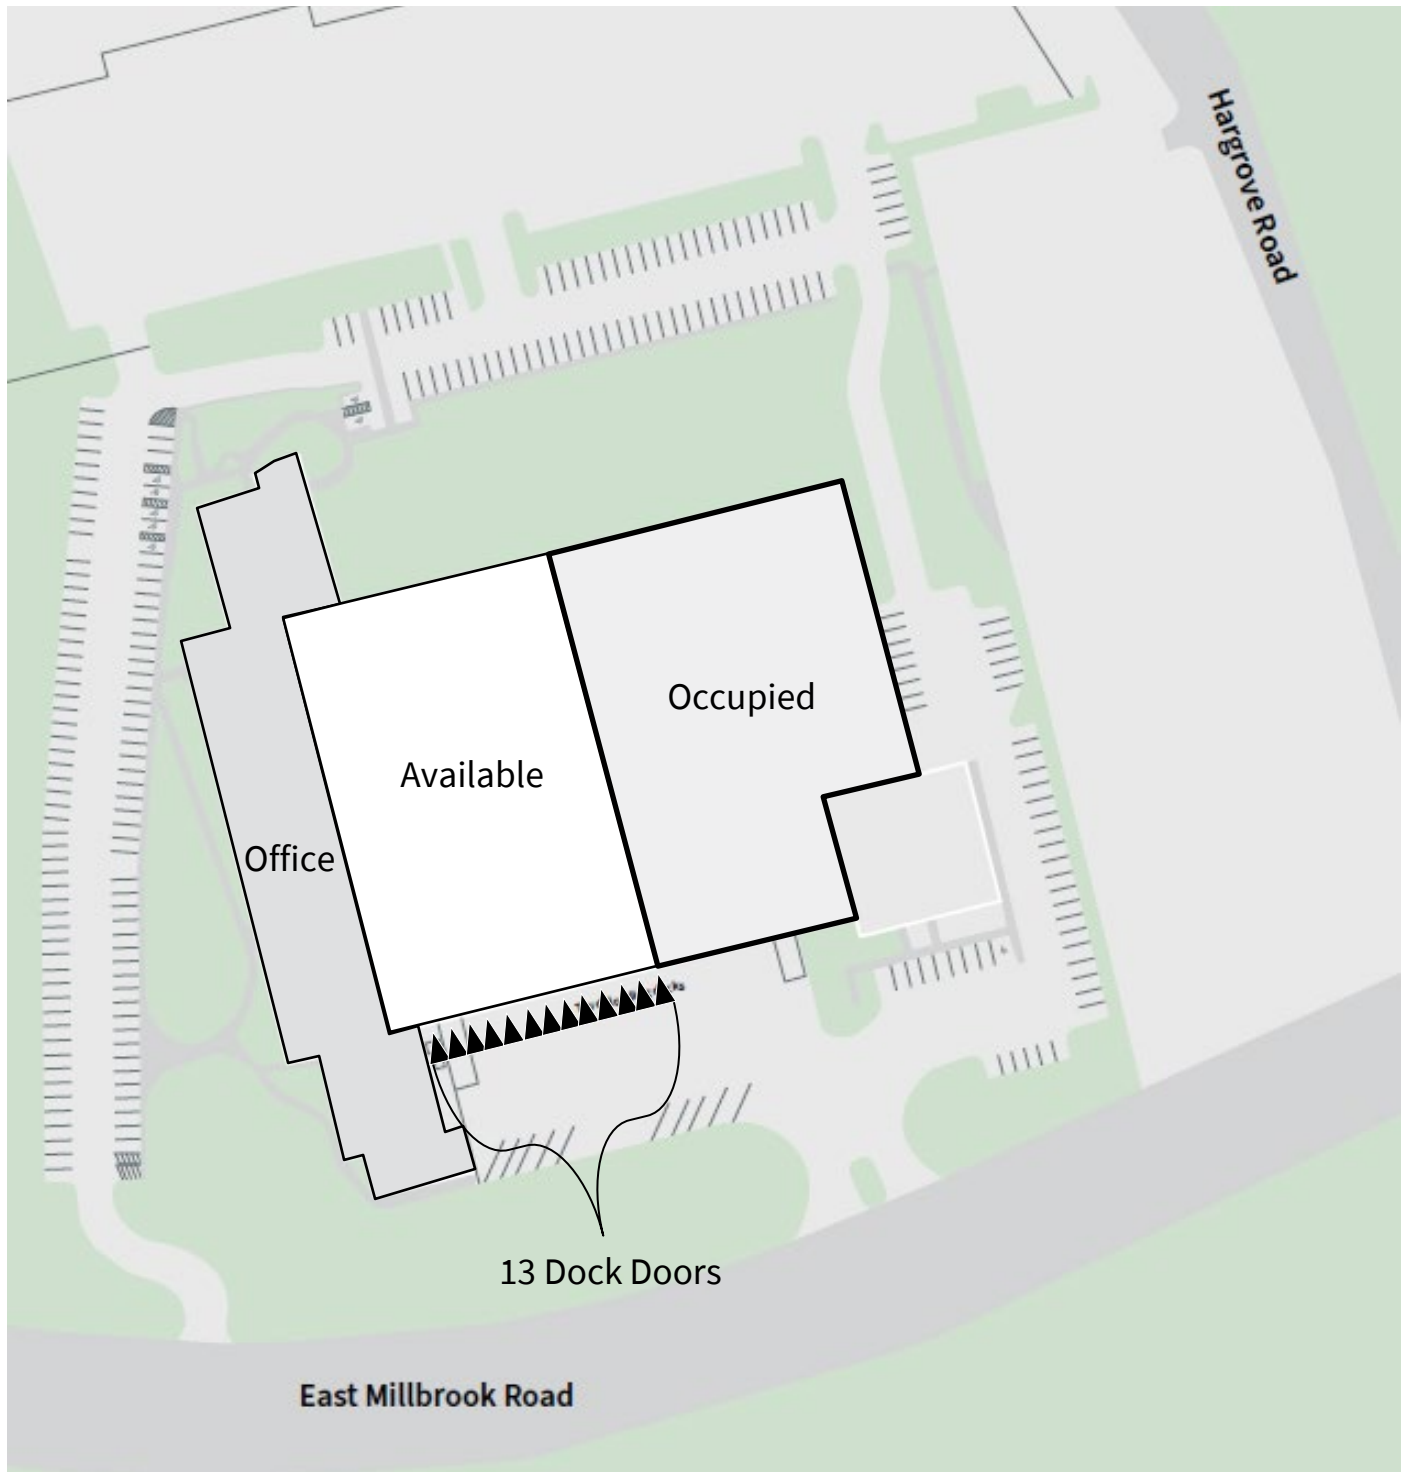 Hargrove Road
Occupied
Available
Office
13 Dock Doors
East Millbrook Road